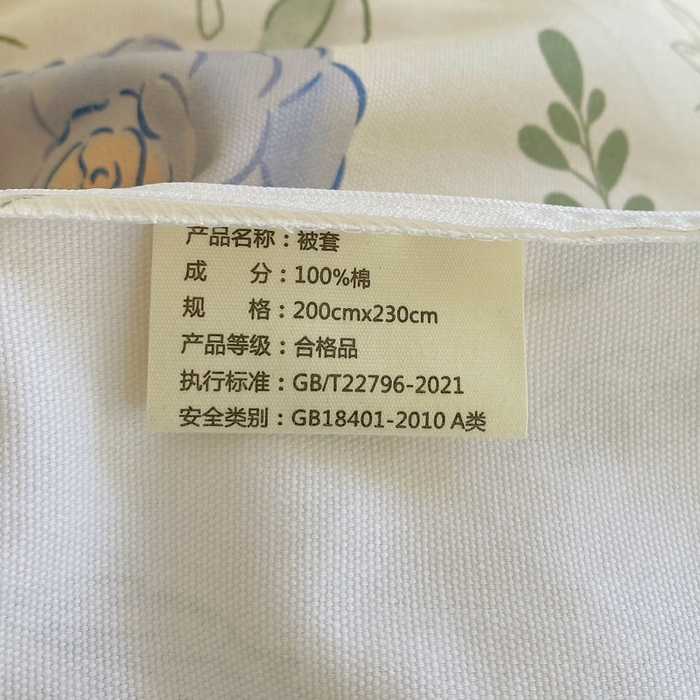 产品名称：被套
成 分：100%棉
规 格：200cmx230cm
产品等级：合格品
执行标准：GB/T22796-2021
安全类别：GB18401-2010 A类